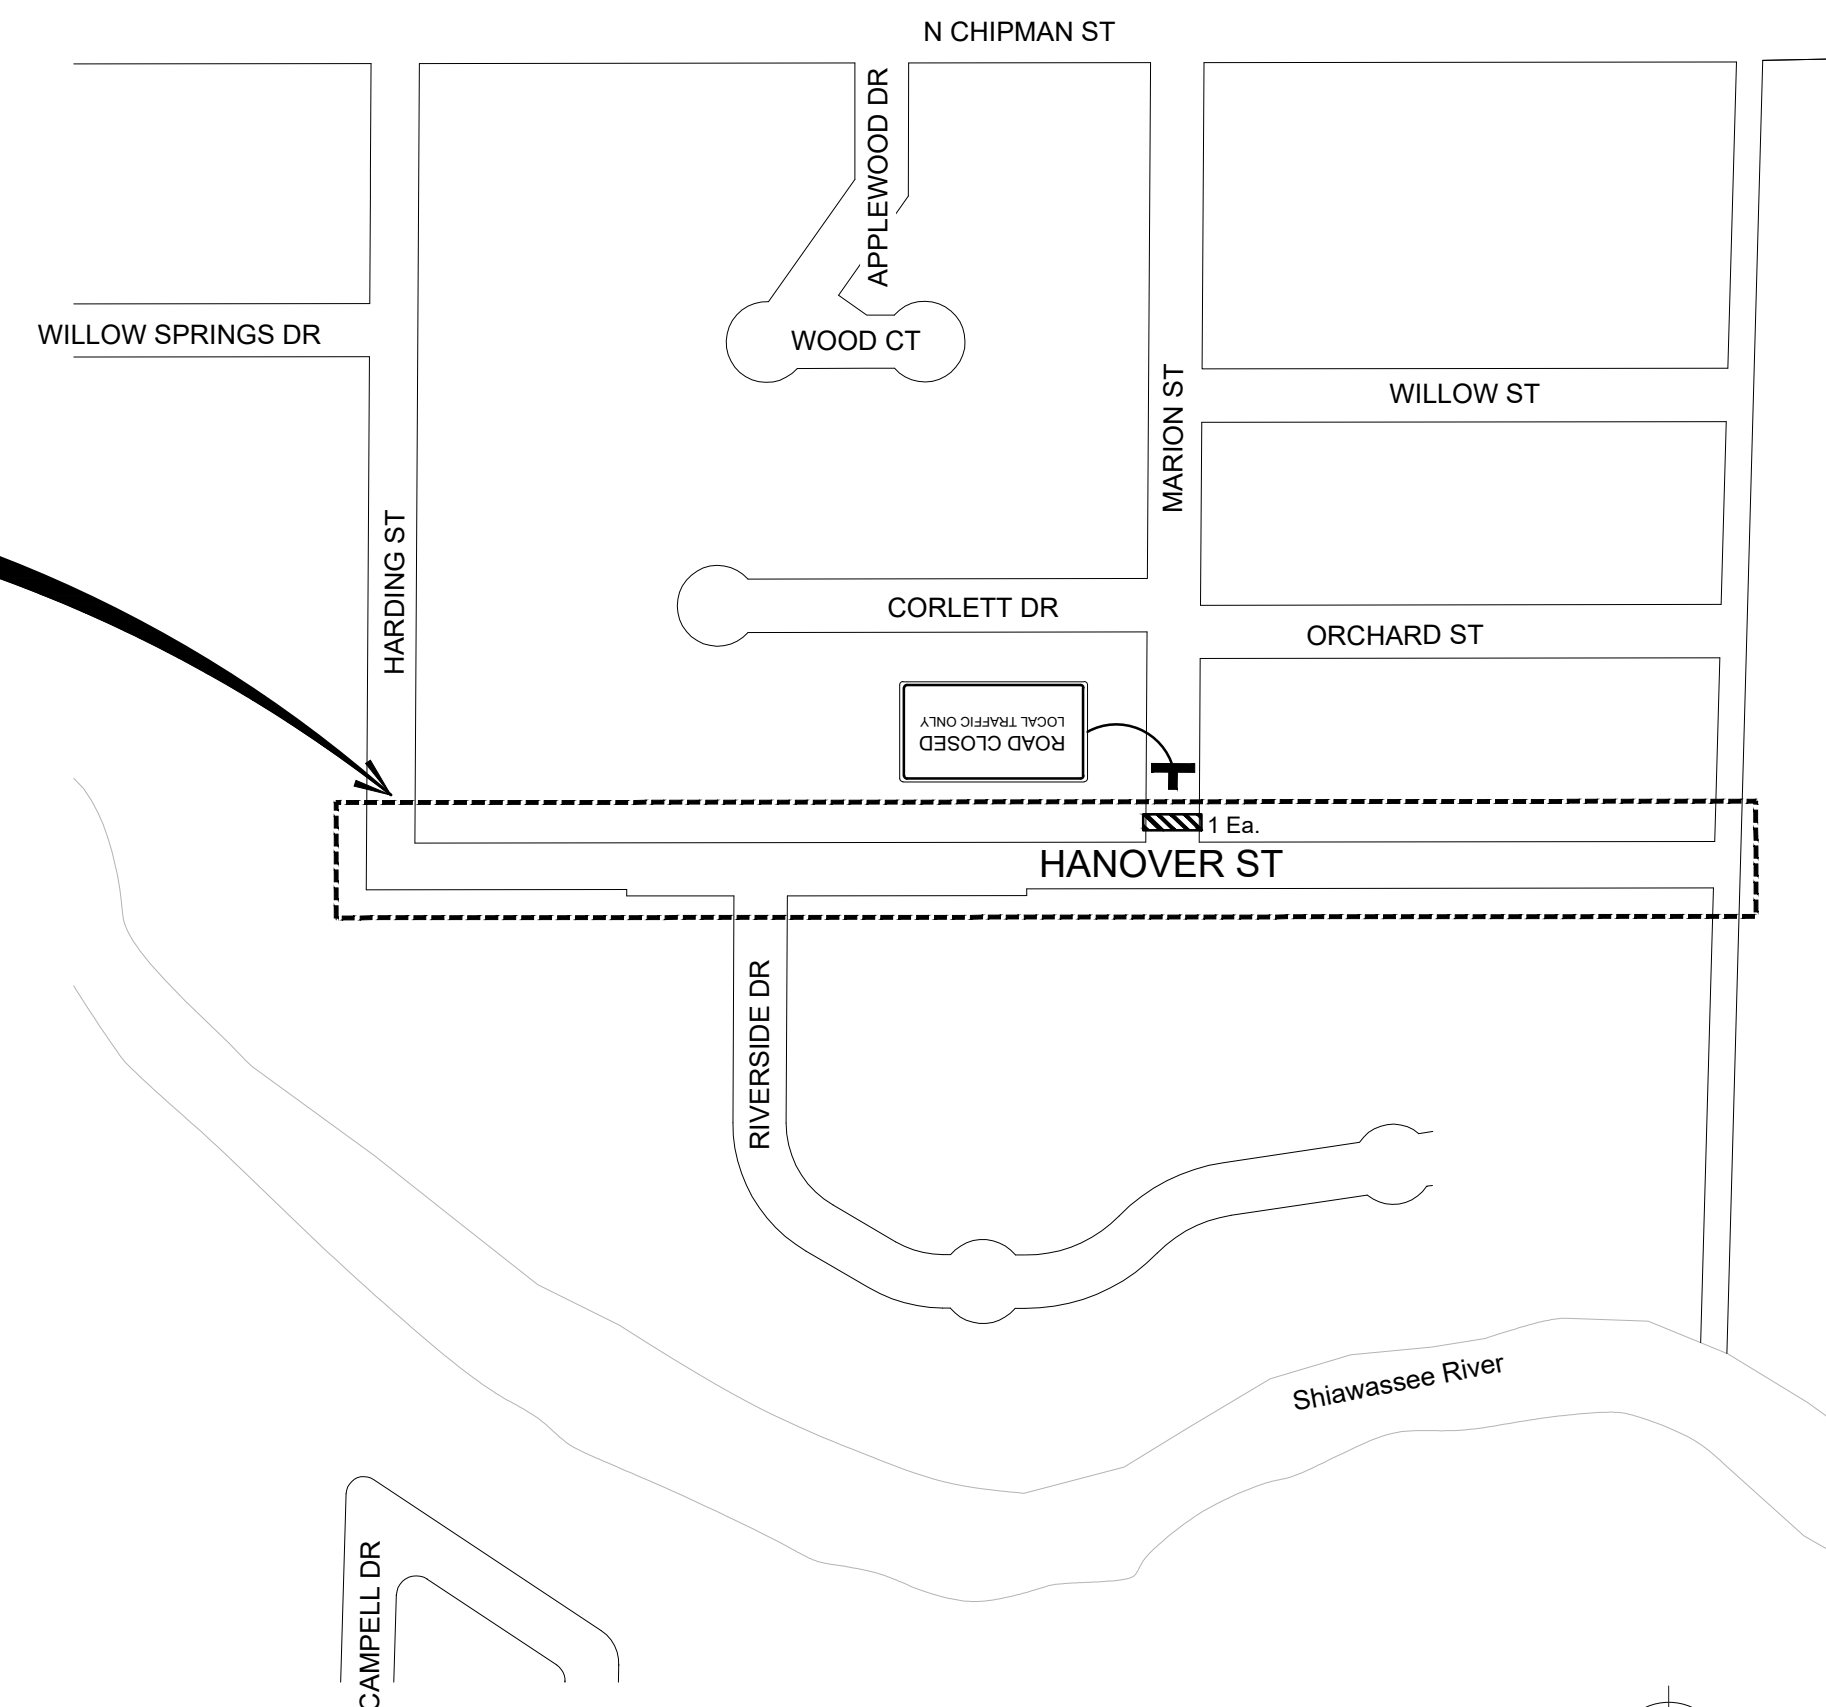 N CHIPMAN ST
APPLEWOOD DR
WILLOW SPRINGS DR
WOOD CT
WILLOW ST
MARION ST
HARDING ST
CORLETT DR
ORCHARD ST
ROAD CLOSED
LOCAL TRAFFIC ONLY
1 Ea.
HANOVER ST
RIVERSIDE DR
Shiawassee River
CAMPELL DR